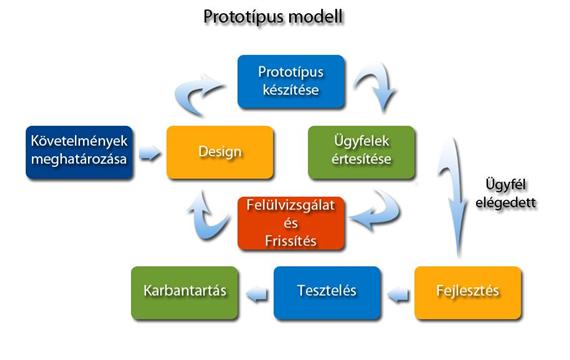 Prototípus modell
Prototípus
készítése
Követelmények
meghatározása
Design
Ügyfelek
értesítése
Ügyfél
elégedett
Felülvizsgálat
és
Frissítés
Karbantartás
Tesztelés
Fejlesztés